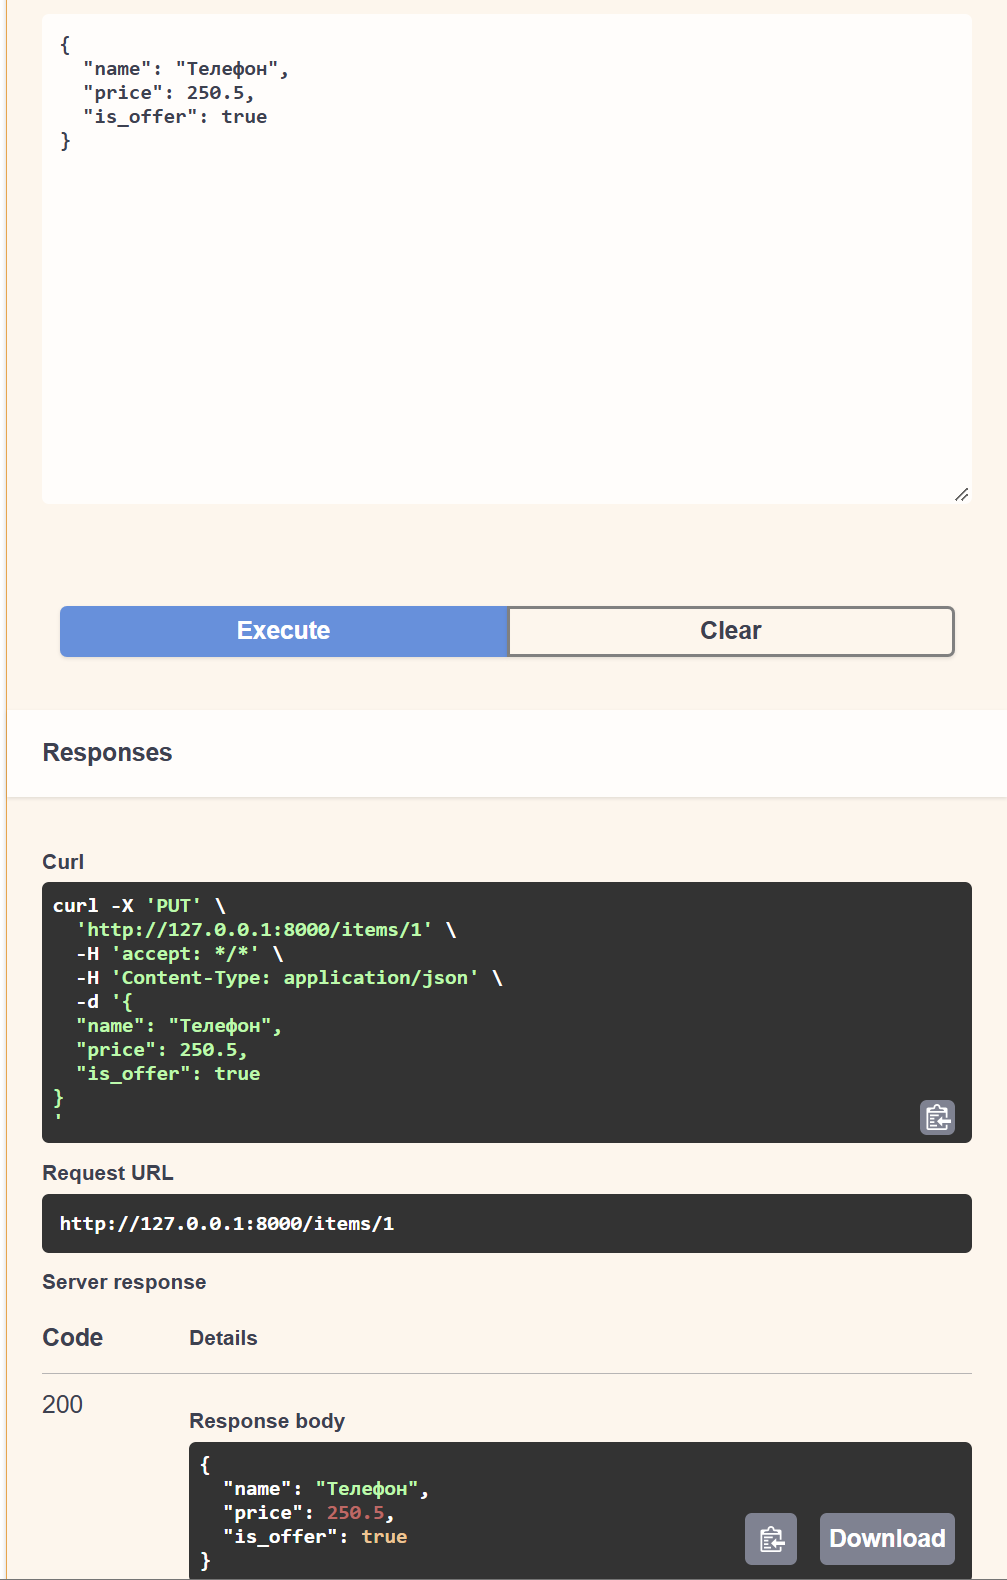 {
  "name": "Телефон",
  "price": 250.5,
  "is_offer": true
}
Execute
Clear
Responses
Curl
curl -X 'PUT' \
  'http://127.0.0.1:8000/items/1' \
  -H 'accept: */*' \
  -H 'Content-Type: application/json' \
  -d '{
  "name": "Телефон",
  "price": 250.5,
  "is_offer": true
}
'
Request URL
http://127.0.0.1:8000/items/1
Server response
Code Details
200
Response body
{
  "name": "Телефон",
  "price": 250.5,
  "is_offer": true
}
Download